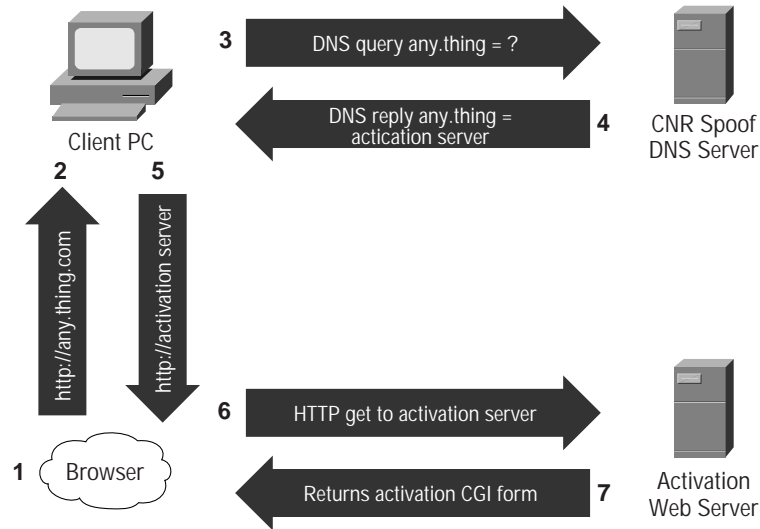 3
DNS query any.thing = ?
DNS reply any.thing =
actication server
4
Client PC
CNR Spoof
DNS Server
2
5
http://any.thing.com
http://activation server
6
HTTP get to activation server
1
Browser
Returns activation CGI form
7
Activation
Web Server